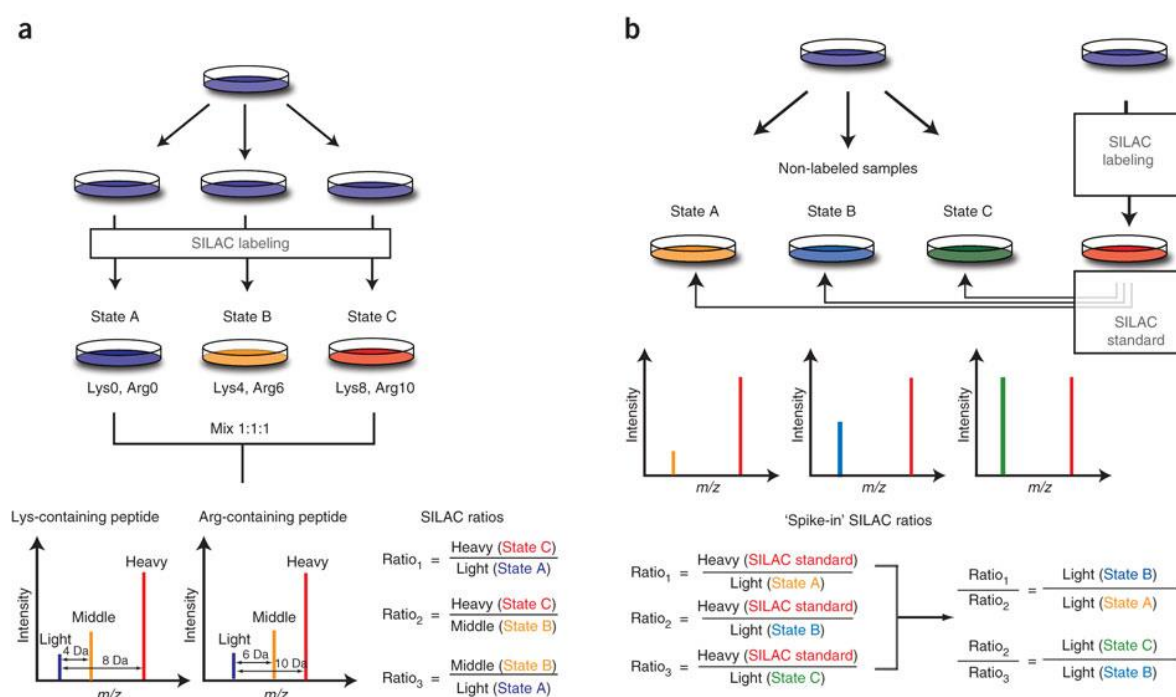 a
SILAC labeling
State A State B State C
Lys0, Arg0 Lys4, Arg6 Lys8, Arg10
Mix 1:1:1
Lys-containing peptide Arg-containing peptide
Intensity
Light
Middle
Heavy
4 Da
8 Da
m/z
Intensity
Light
Middle
Heavy
6 Da
10 Da
m/z
SILAC ratios
Ratio1 = Heavy (State C) / Light (State A)
Ratio2 = Heavy (State C) / Middle (State B)
Ratio3 = Middle (State B) / Light (State A)
b
Non-labeled samples
SILAC
labeling
State A State B State C
SILAC
standard
Intensity
m/z
Intensity
m/z
Intensity
m/z
‘Spike-in’ SILAC ratios
Ratio1 = Heavy (SILAC standard) / Light (State A)
Ratio2 = Heavy (SILAC standard) / Light (State B)
Ratio3 = Heavy (SILAC standard) / Light (State C)
Ratio1 / Ratio2 = Light (State B) / Light (State A)
Ratio2 / Ratio3 = Light (State C) / Light (State B)